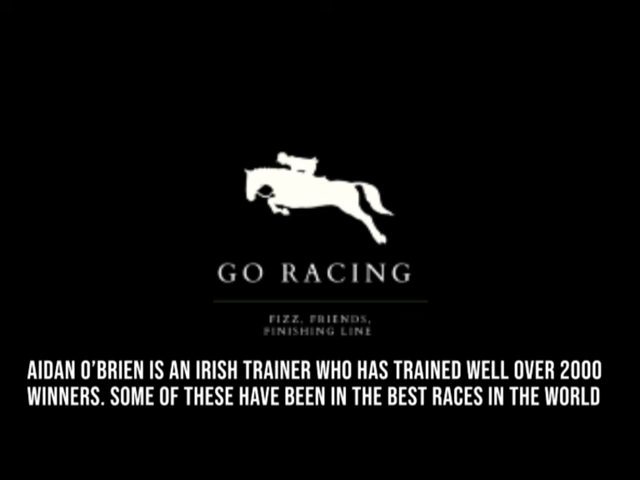 GO RACING
FIZZ, FRIENDS,
FINISHING LINE
AIDAN O'BRIEN IS AN IRISH TRAINER WHO HAS TRAINED WELL OVER 2000
WINNERS. SOME OF THESE HAVE BEEN IN THE BEST RACES IN THE WORLD